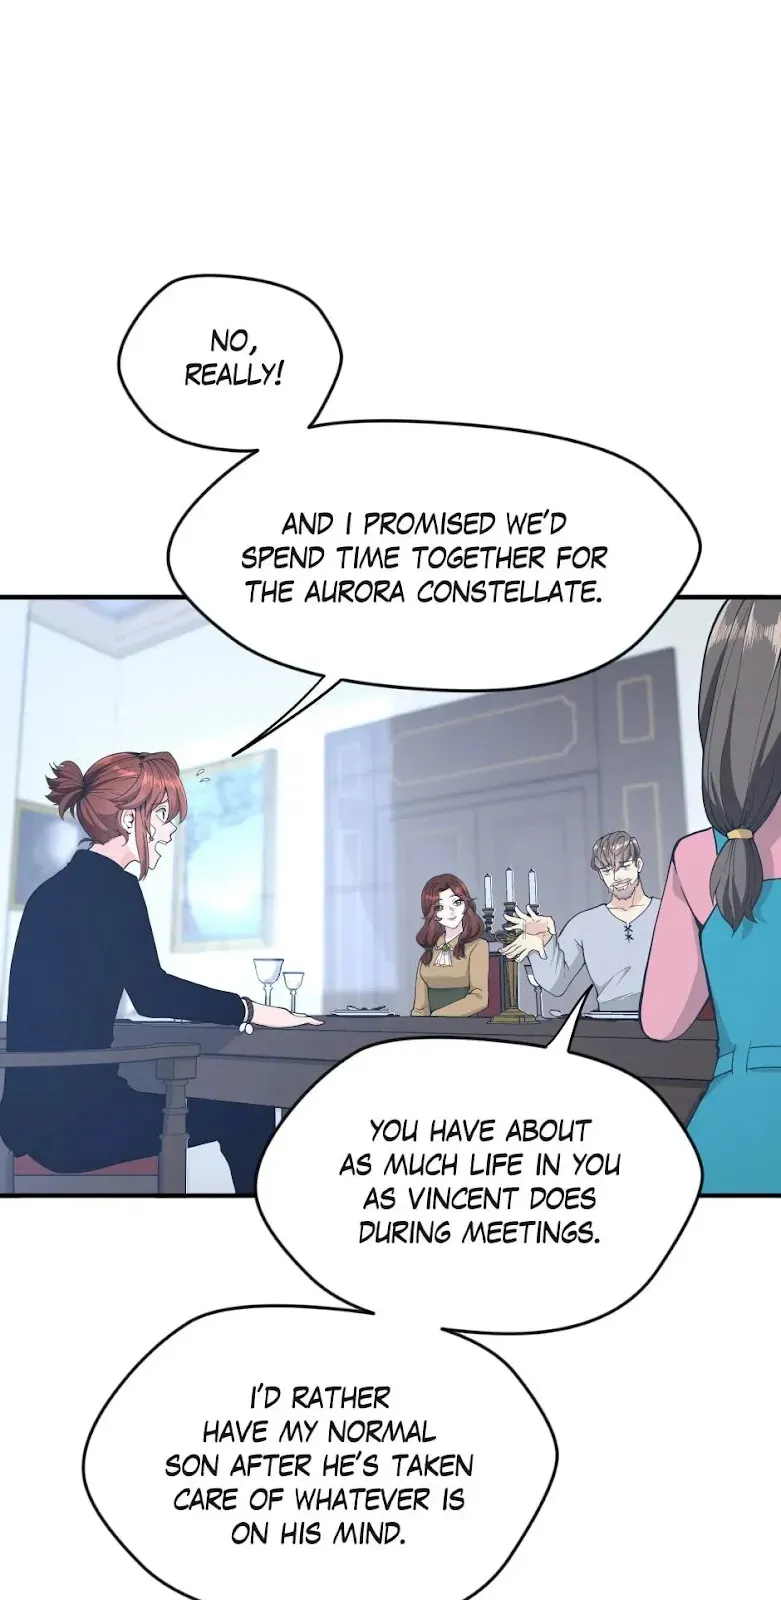 NO,
REALLY!
AND I PROMISED WE'D
SPEND TIME TOGETHER FOR
THE AURORA CONSTELLATE.
YOU HAVE ABOUT
AS MUCH LIFE IN YOU
AS VINCENT DOES
DURING MEETINGS.
I'D RATHER
HAVE MY NORMAL
SON AFTER HE'S TAKEN
CARE OF WHATEVER IS
ON HIS MIND.